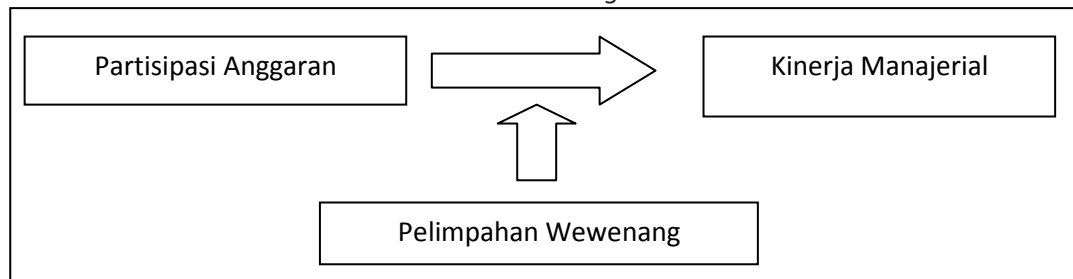 Partisipasi Anggaran
Kinerja Manajerial
Pelimpahan Wewenang